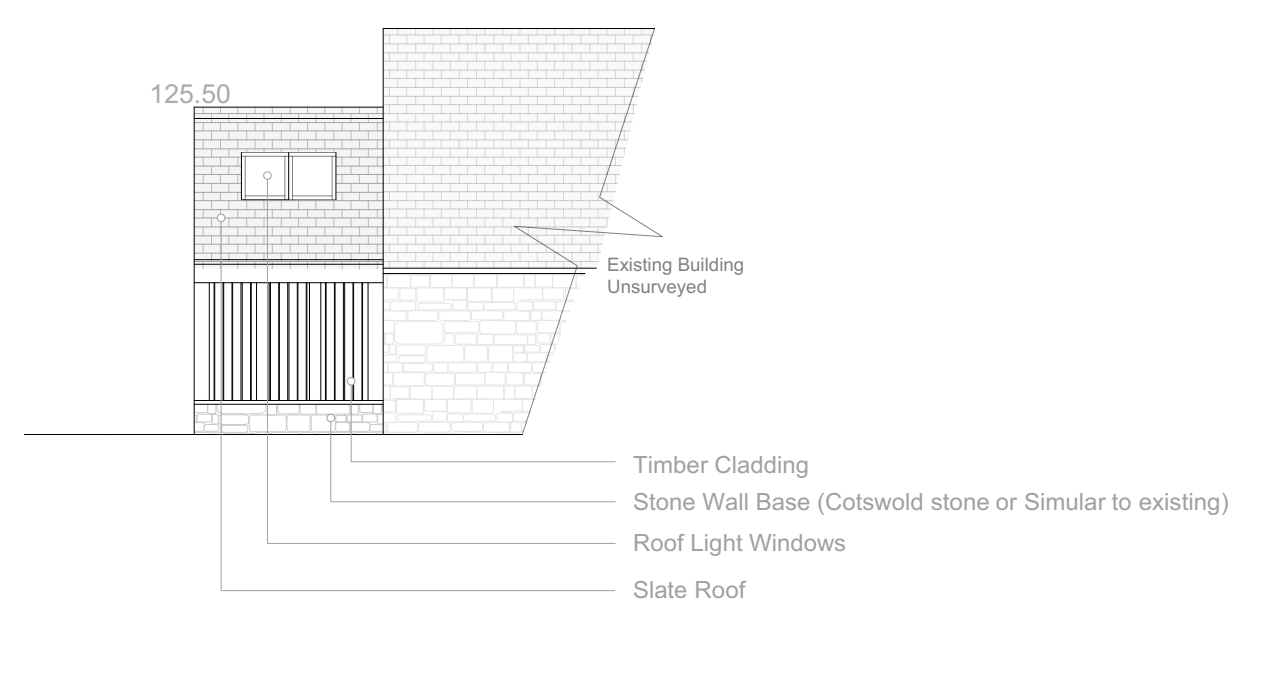 125.50
Existing Building
Unsurveyed
Timber Cladding
Stone Wall Base (Cotswold stone or Simular to existing)
Roof Light Windows
Slate Roof